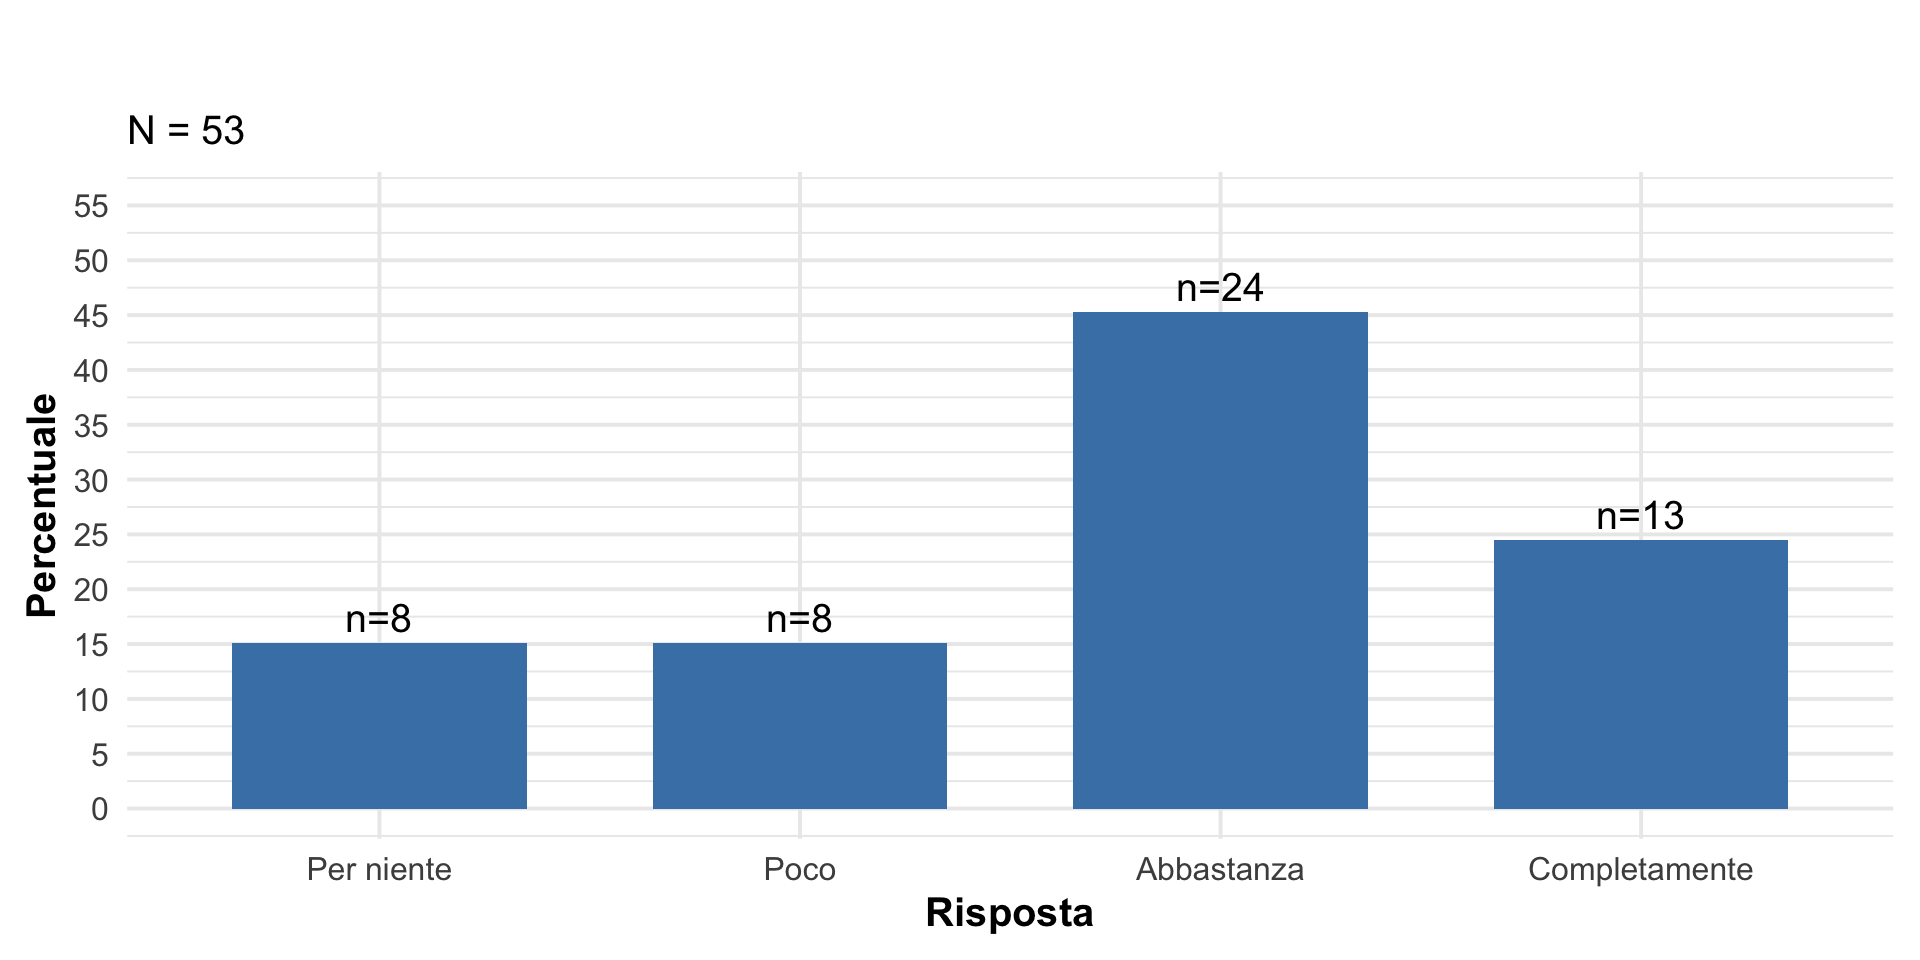 N = 53
Percentuale
55
50
45
40
35
30
25
20
15
10
5
0
n=8
n=8
n=24
n=13
Per niente
Poco
Abbastanza
Completamente
Risposta